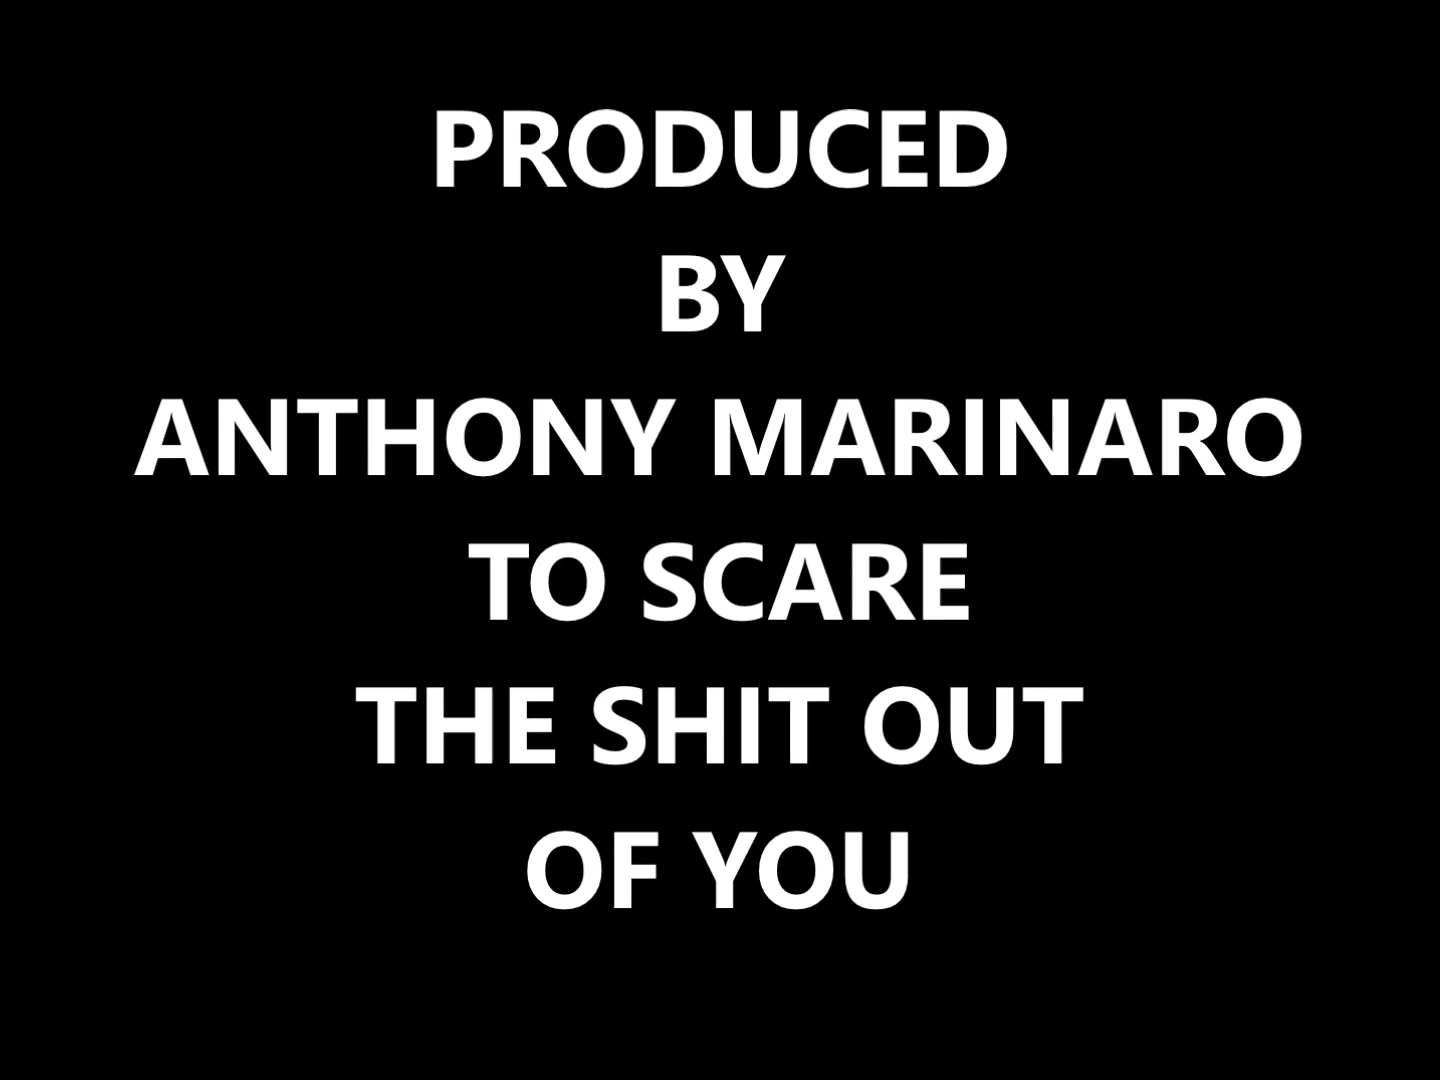 PRODUCED
BY
ANTHONY MARINARO
TO SCARE
THE SHIT OUT
OF YOU